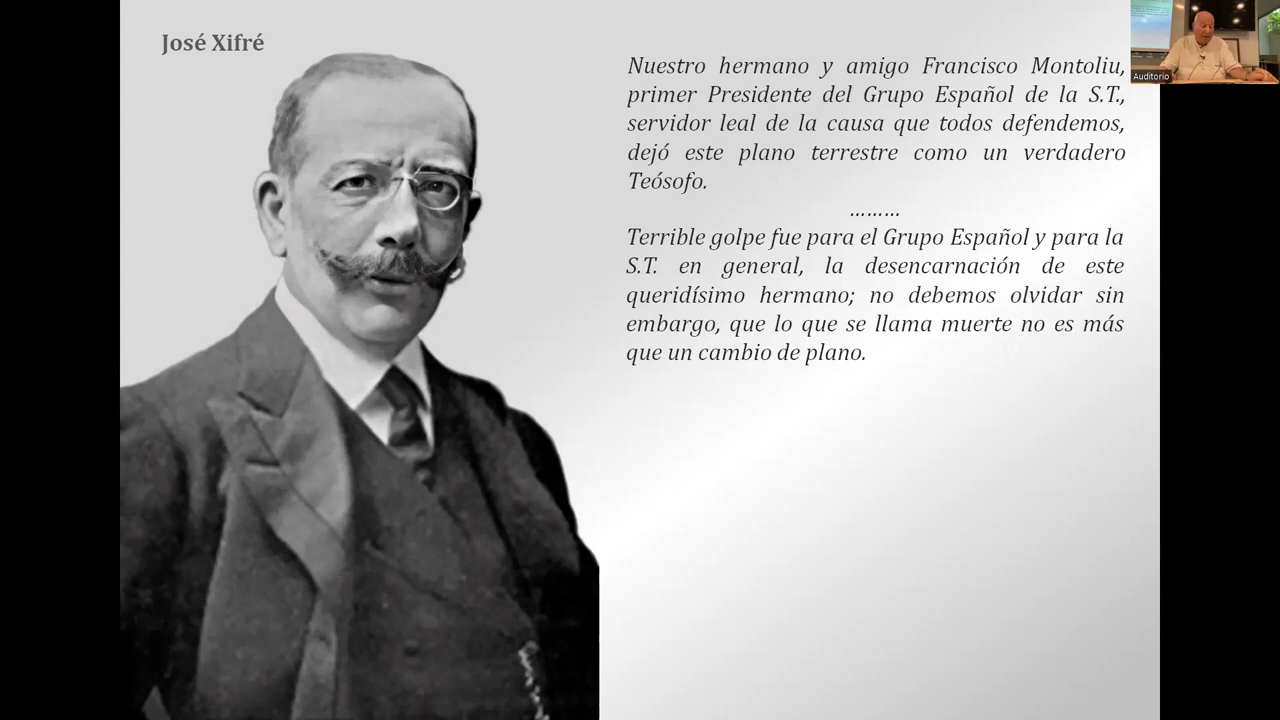 José Xifré
Nuestro hermano y amigo Francisco Montoliu,
primer Presidente del Grupo Español de la S.T.,
servidor leal de la causa que todos defendemos,
dejó este plano terrestre como un verdadero
Teósofo.
………
Terrible golpe fue para el Grupo Español y para la
S.T. en general, la desencarnación de este
queridísimo hermano; no debemos olvidar sin
embargo, que lo que se llama muerte no es más
que un cambio de plano.
Auditorio